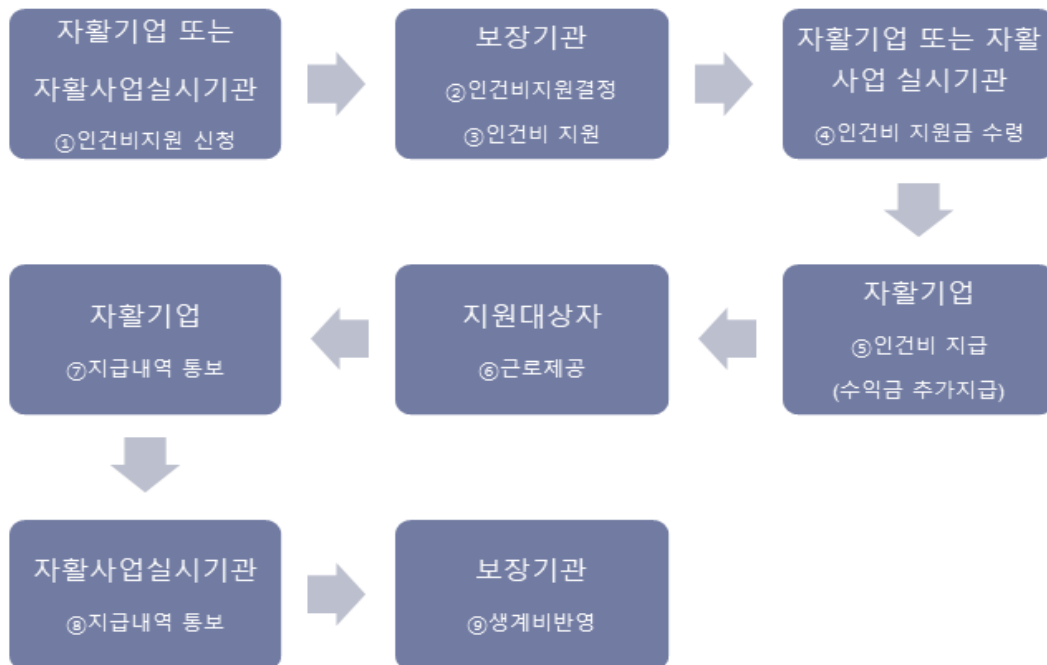 자활기업 또는
자활사업실시기관
①인건비지원 신청
보장기관
②인건비지원결정
③인건비 지원
자활기업 또는 자활
사업 실시기관
④인건비 지원금 수령
자활기업
⑤인건비 지급
(수익금 추가지급)
지원대상자
⑥근로제공
자활기업
⑦지급내역 통보
자활사업실시기관
⑧지급내역 통보
보장기관
⑨생계비반영